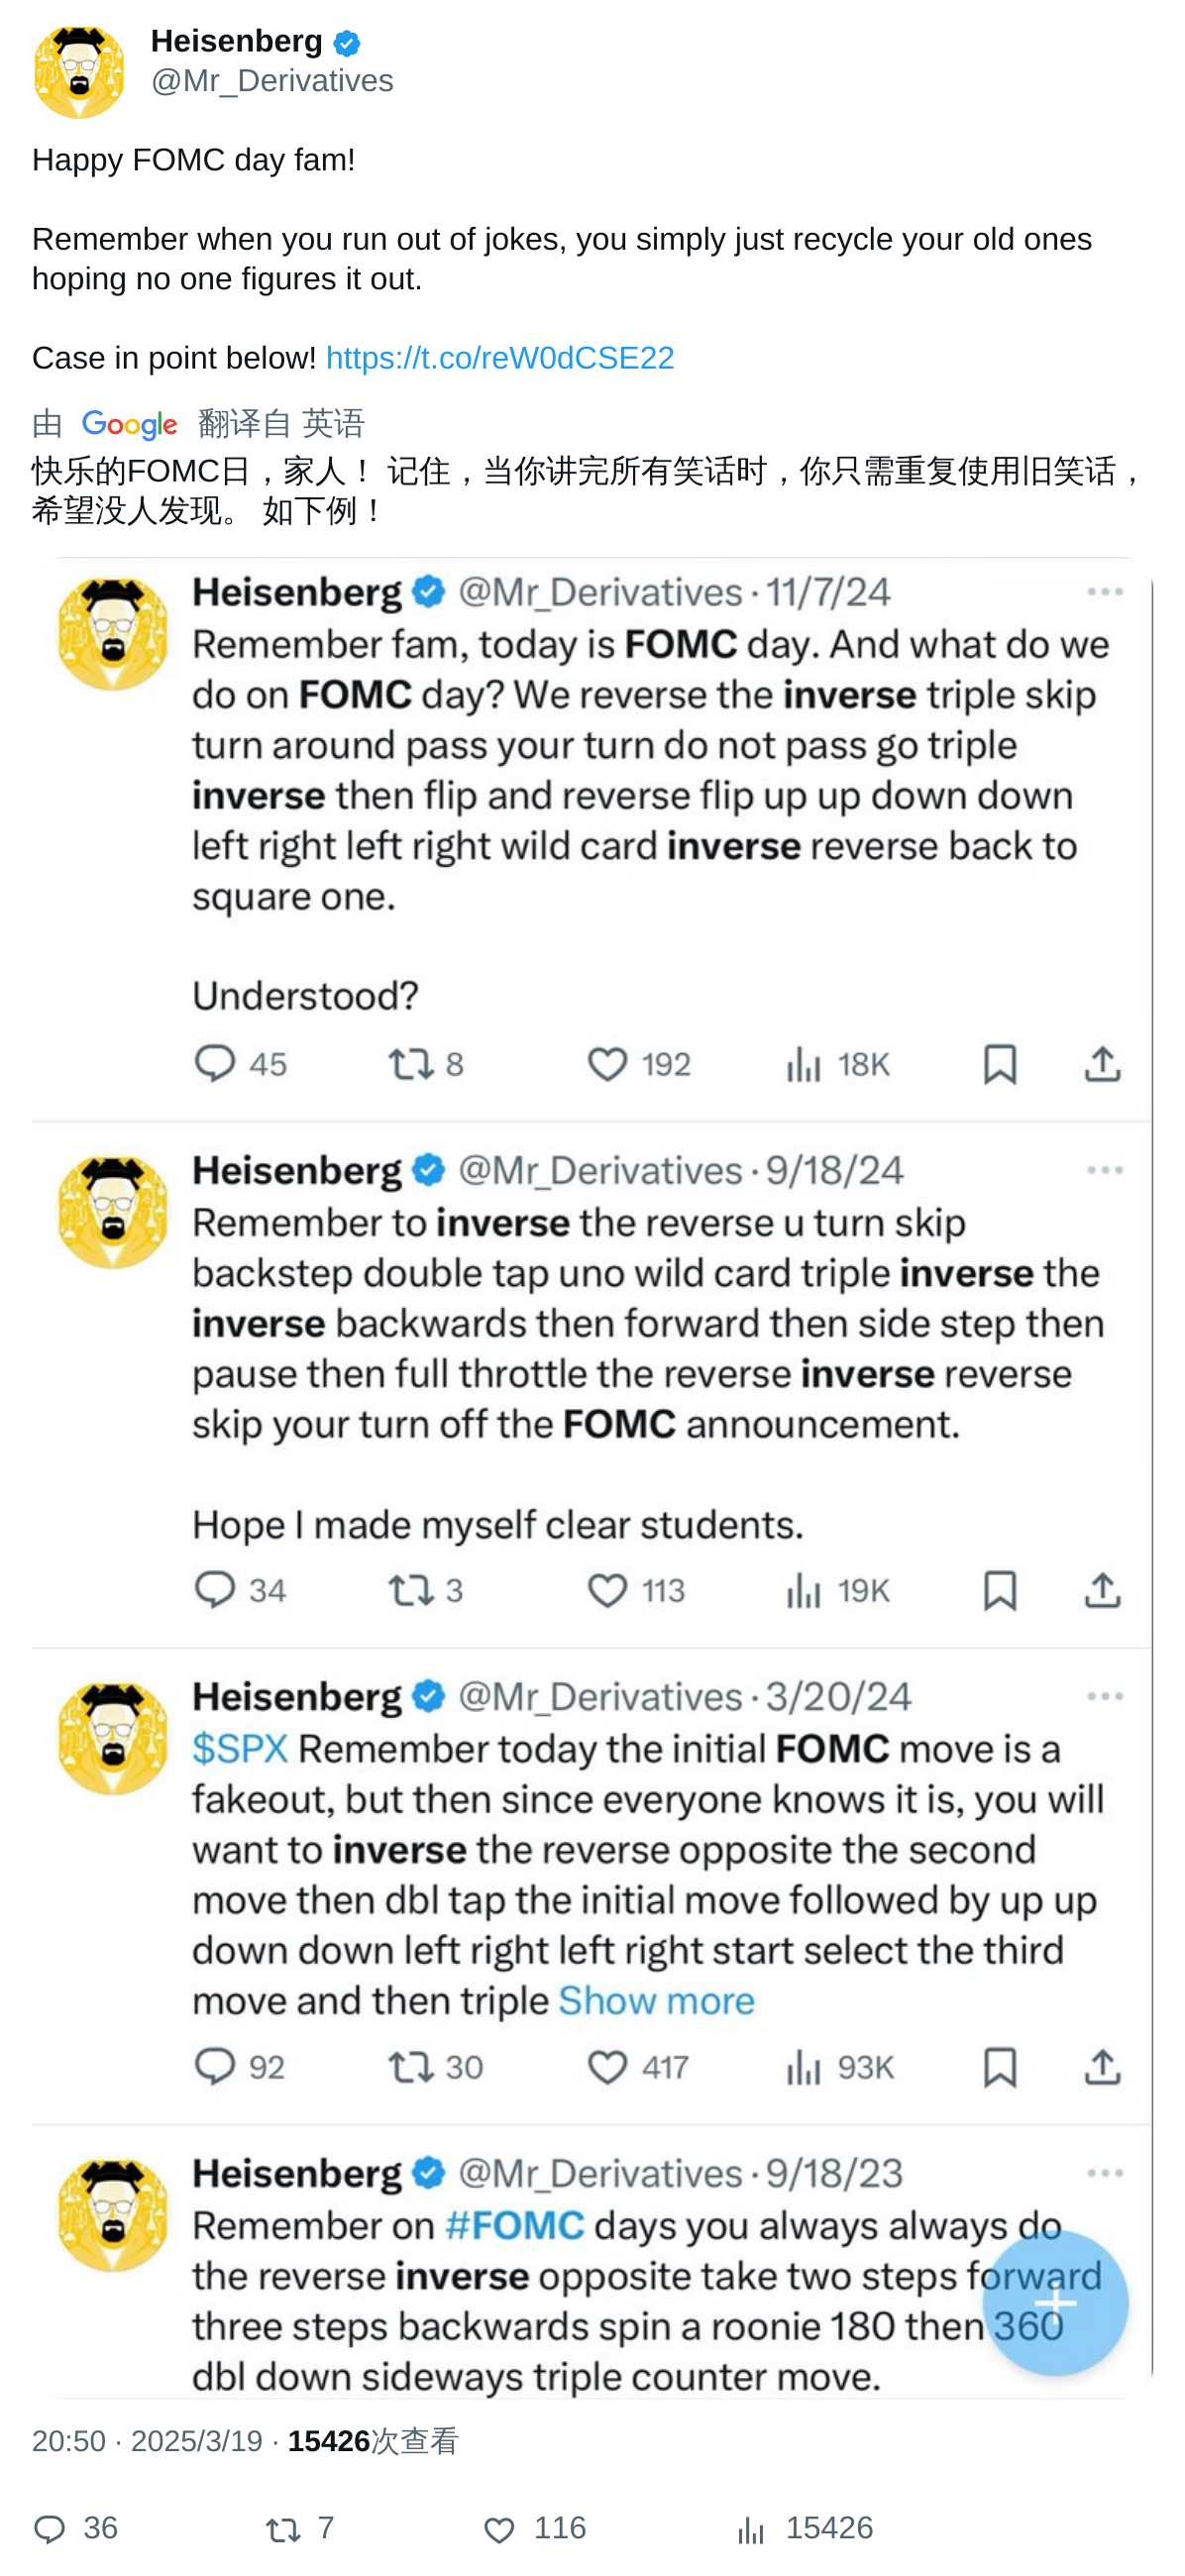 Heisenberg
@Mr_Derivatives
Happy FOMC day fam!
Remember when you run out of jokes, you simply just recycle your old ones
hoping no one figures it out.
Case in point below! https://t.co/reW0dCSE22
由 Google 翻译自 英语
快乐的FOMC日，家人！ 记住，当你讲完所有笑话时，你只需重复使用旧笑话，
希望没人发现。 如下例！
Heisenberg @Mr_Derivatives · 11/7/24
Remember fam, today is FOMC day. And what do we
do on FOMC day? We reverse the inverse triple skip
turn around pass your turn do not pass go triple
inverse then flip and reverse flip up up down down
left right left right wild card inverse reverse back to
square one.
Understood?
45 8 192 18K
Heisenberg @Mr_Derivatives · 9/18/24
Remember to inverse the reverse u turn skip
backstep double tap uno wild card triple inverse the
inverse backwards then forward then side step then
pause then full throttle the reverse inverse reverse
skip your turn off the FOMC announcement.
Hope I made myself clear students.
34 3 113 19K
Heisenberg @Mr_Derivatives · 3/20/24
$SPX Remember today the initial FOMC move is a
fakeout, but then since everyone knows it is, you will
want to inverse the reverse opposite the second
move then dbl tap the initial move followed by up up
down down left right left right start select the third
move and then triple Show more
92 30 417 93K
Heisenberg @Mr_Derivatives · 9/18/23
Remember on #FOMC days you always always do
the reverse inverse opposite take two steps forward
three steps backwards spin a roonie 180 then 360
dbl down sideways triple counter move.
20:50 · 2025/3/19 · 15426次查看
36 7 116 15426